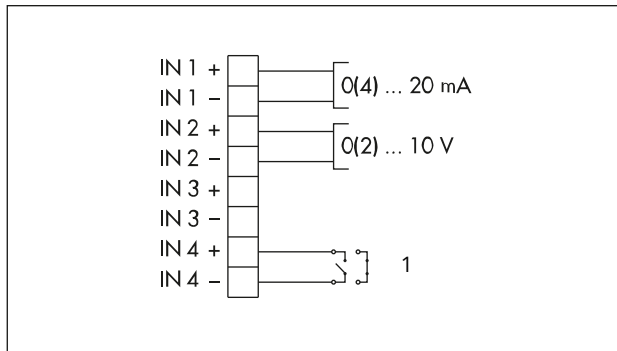 IN 1 +
IN 1 –
0(4) ... 20 mA
IN 2 +
IN 2 –
0(2) ... 10 V
IN 3 +
IN 3 –
IN 4 +
IN 4 –
1